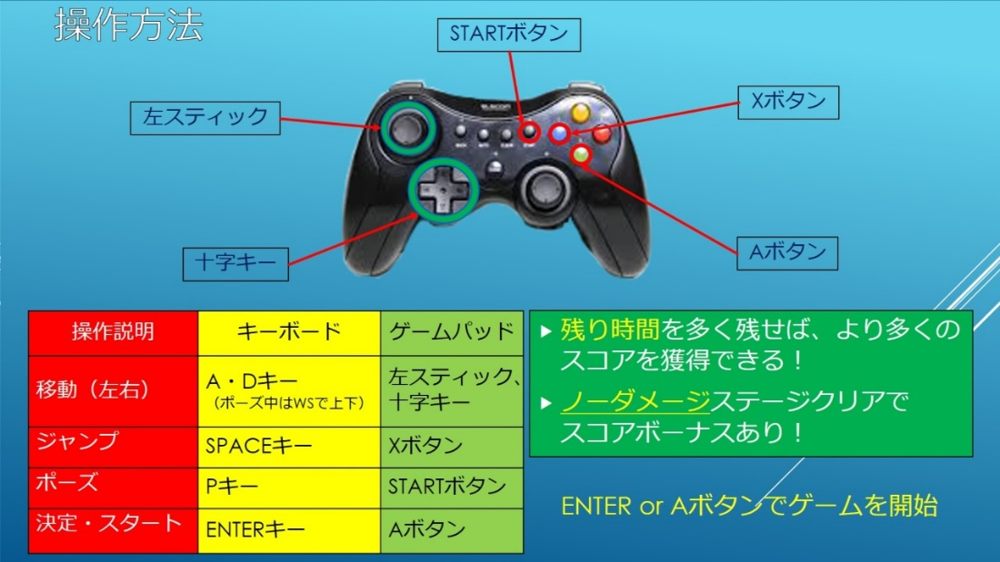 操作方法
STARTボタン
左スティック
Xボタン
ELECOM
十字キー
Aボタン
操作説明 キーボード ゲームパッド
移動（左右） A・Dキー 左スティック、
（ポーズ中はWSで上下） 十字キー
ジャンプ SPACEキー Xボタン
ポーズ Pキー STARTボタン
決定・スタート ENTERキー Aボタン
残り時間を多く残せば、より多くの
スコアを獲得できる！
ノーダメージステージクリアで
スコアボーナスあり！
ENTER or Aボタンでゲームを開始